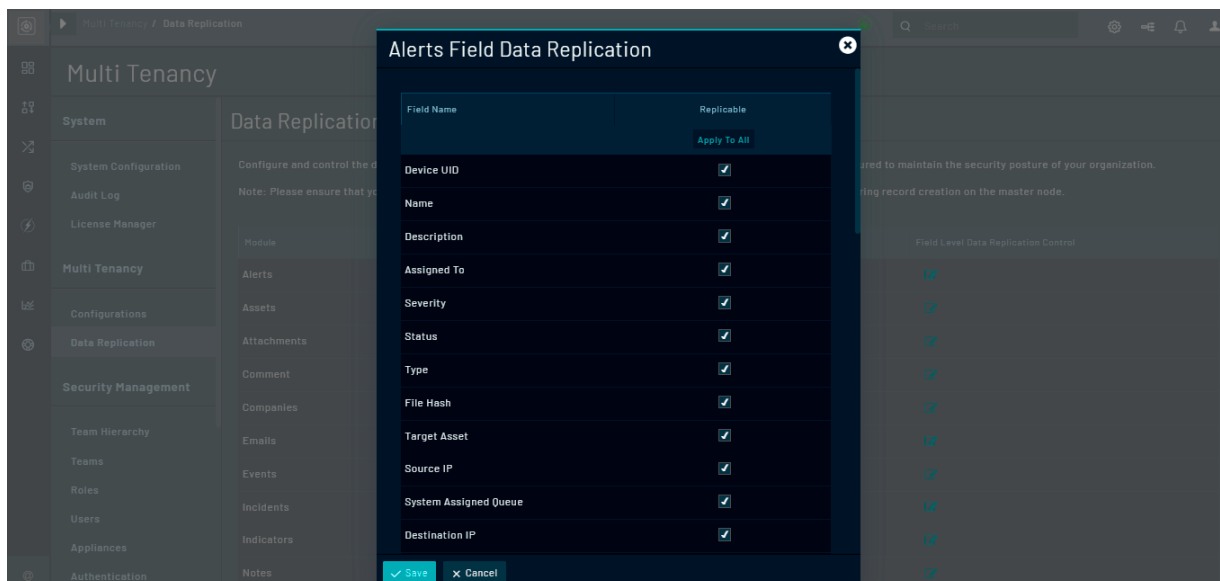 Multi Tenancy / Data Replication
Search
Multi Tenancy
System
System Configuration
Audit Log
License Manager
Multi Tenancy
Configurations
Data Replication
Security Management
Team Hierarchy
Teams
Roles
Users
Appliances
Authentication
Data Replication
Configure and control the d
ured to maintain the security posture of your organization.
Note: Please ensure that yo
ring record creation on the master node.
Module
Field Level Data Replication Control
Alerts
Assets
Attachments
Comment
Companies
Emails
Events
Incidents
Indicators
Notes
Alerts Field Data Replication
Field Name
Replicable
Apply To All
Device UID
Name
Description
Assigned To
Severity
Status
Type
File Hash
Target Asset
Source IP
System Assigned Queue
Destination IP
Save
Cancel